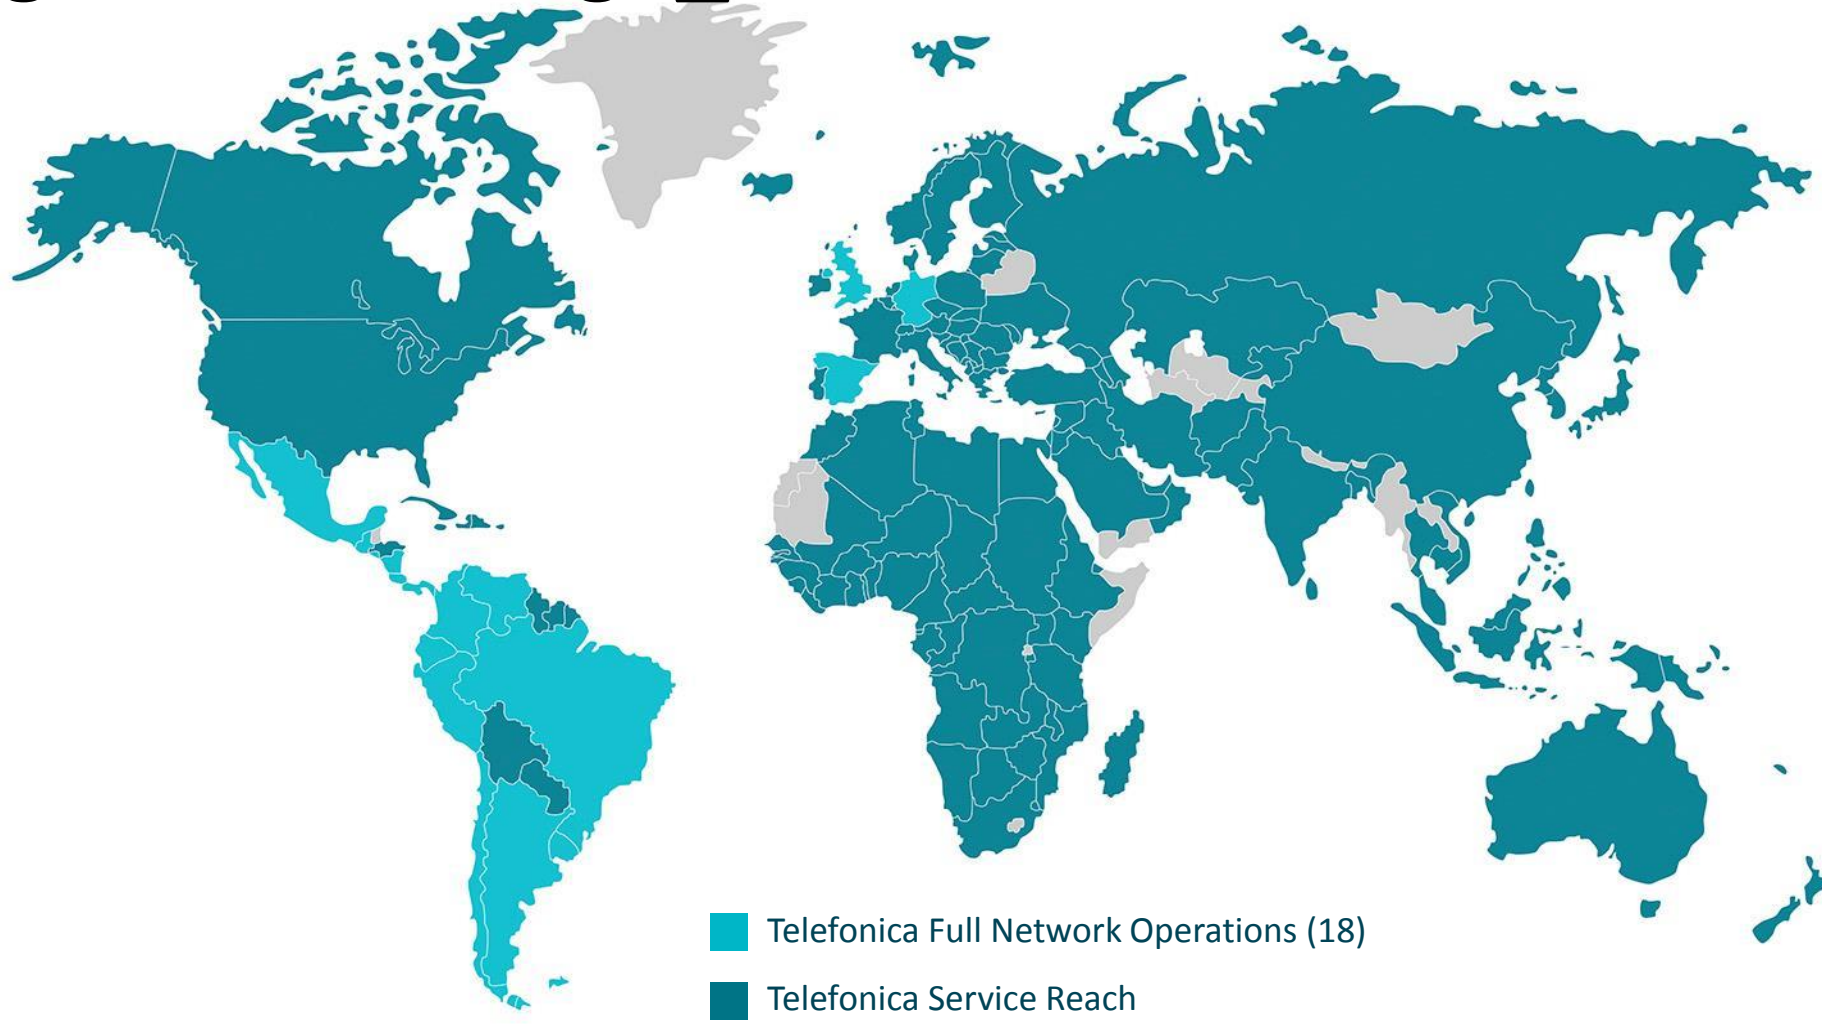 Telefonica Full Network Operations (18)
Telefonica Service Reach